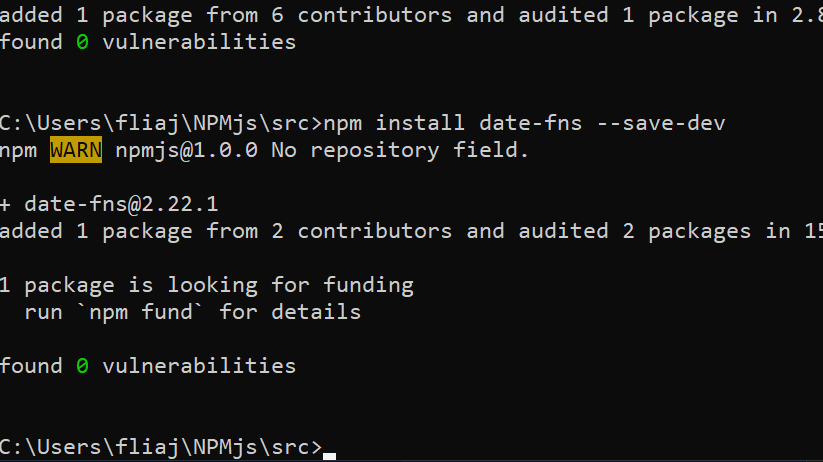 added 1 package from 6 contributors and audited 1 package in 2.8
found 0 vulnerabilities
C:\Users\fliaj\NPMjs\src>npm install date-fns --save-dev
npm WARN npmjs@1.0.0 No repository field.
+ date-fns@2.22.1
added 1 package from 2 contributors and audited 2 packages in 15
1 package is looking for funding
run `npm fund` for details
found 0 vulnerabilities
C:\Users\fliaj\NPMjs\src>